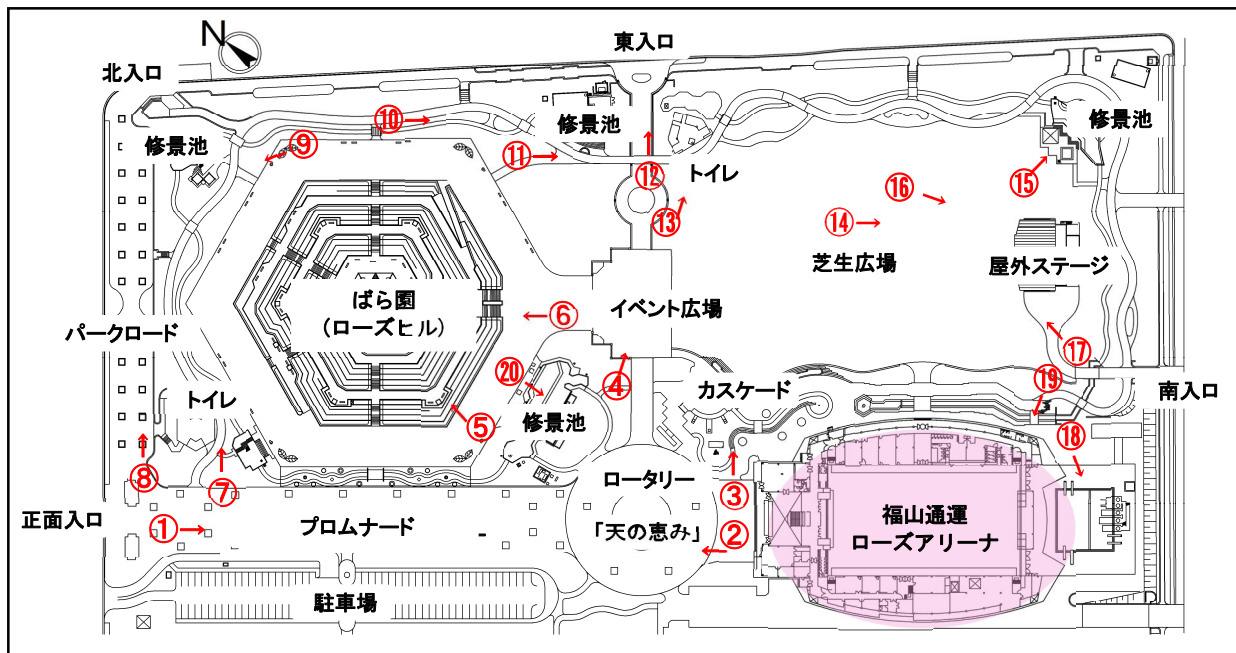 N
東入口
北入口
⑩
修景池
修景池
修景池
⑨
⑪
⑫
トイレ
⑮
⑯
⑬
⑭
芝生広場
屋外ステージ
ばら園
(ローズヒル)
⑥
イベント広場
パークロード
⑰
⑳
④
カスケード
⑲
南入口
トイレ
⑤
修景池
⑱
⑧
⑦
ロータリー
③
正面入口
①
プロムナード
「天の恵み」
②
福山通運
ローズアリーナ
駐車場